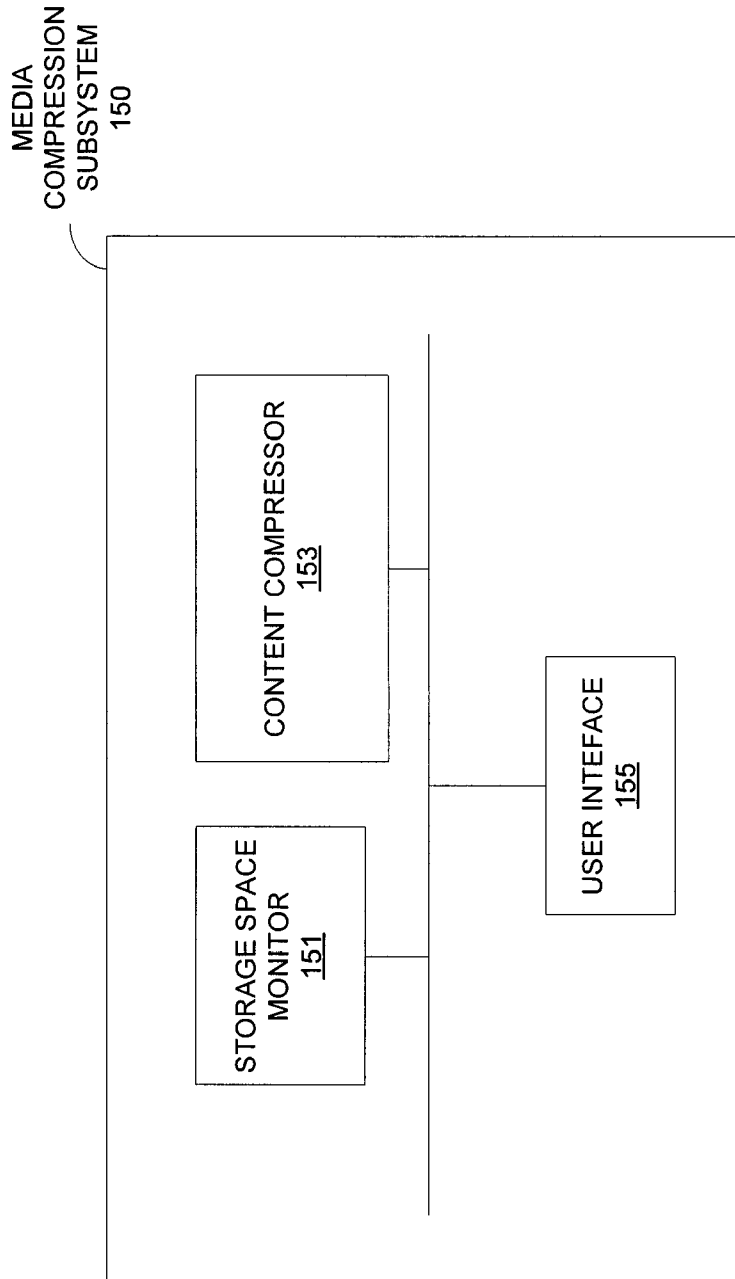 MEDIA
COMPRESSION
SUBSYSTEM
150
STORAGE SPACE
MONITOR
151
CONTENT COMPRESSOR
153
USER INTEFACE
155